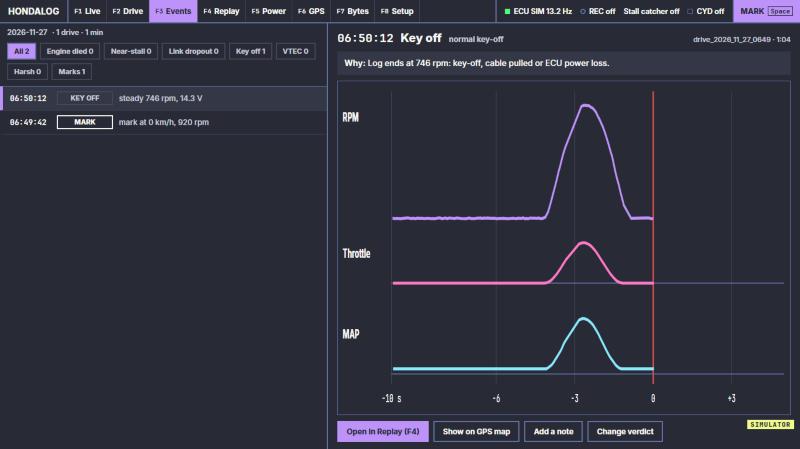 HONDALOG F1 Live F2 Drive F3 Events F4 Replay F5 Power F6 GPS F7 Bytes F8 Setup ECU SIM 13.2 Hz REC off Stall catcher off CYD off MARK Space
2026-11-27 · 1 drive · 1 min
All 2 Engine died 0 Near-stall 0 Link dropout 0 Key off 1 VTEC 0
Harsh 0 Marks 1
06:50:12 KEY OFF steady 746 rpm, 14.3 V
06:49:42 MARK mark at 0 km/h, 920 rpm
06:50:12 Key off normal key-off drive_2026_11_27_0649 · 1:04
Why: Log ends at 746 rpm: key-off, cable pulled or ECU power loss.
RPM
Throttle
MAP
-10 s -6 -3 0 +3
Open in Replay (F4) Show on GPS map Add a note Change verdict
SIMULATOR